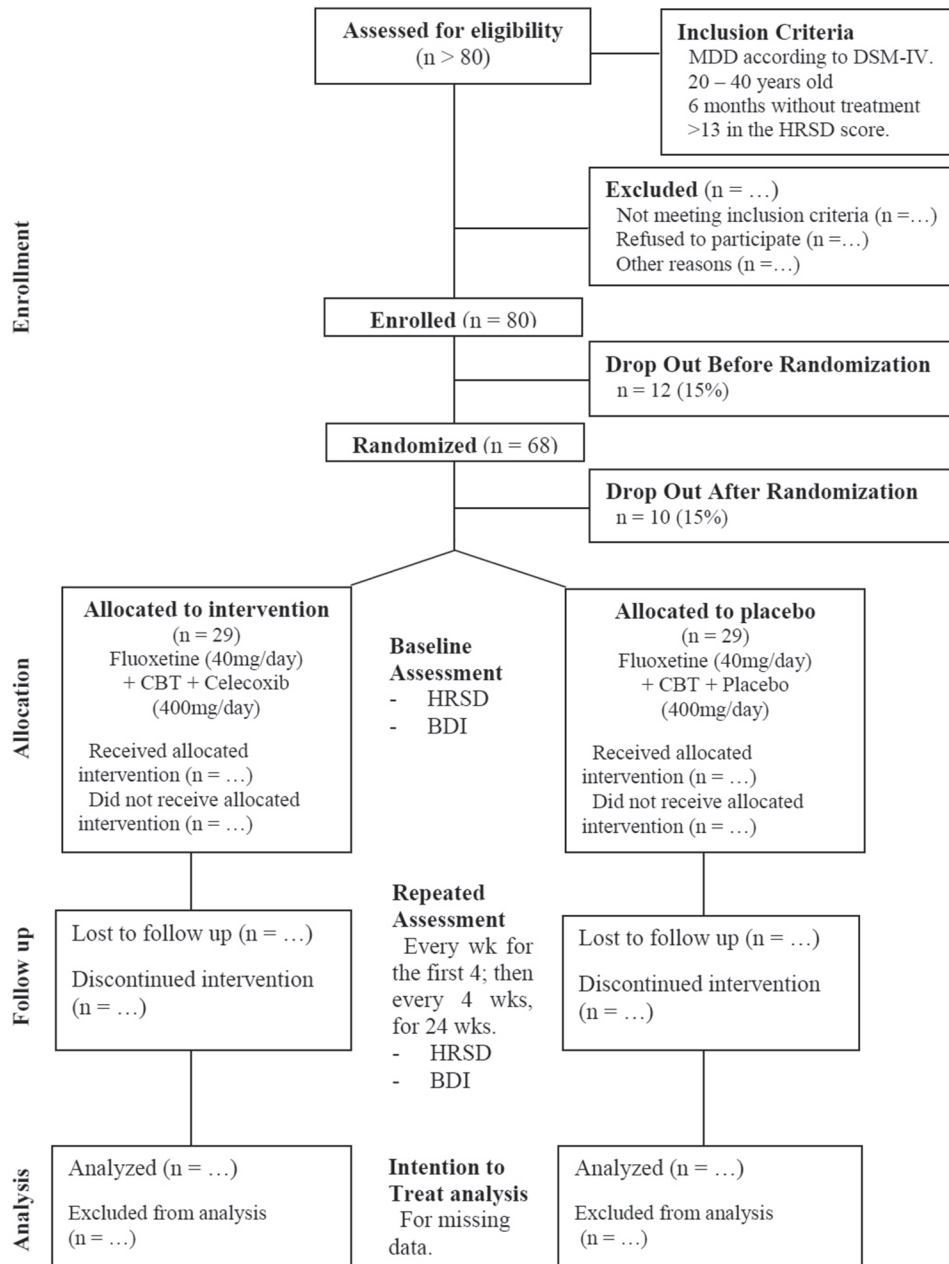 Assessed for eligibility
(n > 80)
Inclusion Criteria
MDD according to DSM-IV.
20 – 40 years old
6 months without treatment
>13 in the HRSD score.
Enrollment
Excluded (n = …)
Not meeting inclusion criteria (n =…)
Refused to participate (n =…)
Other reasons (n =…)
Enrolled (n = 80)
Drop Out Before Randomization
n = 12 (15%)
Randomized (n = 68)
Drop Out After Randomization
n = 10 (15%)
Allocation
Allocated to intervention
(n = 29)
Fluoxetine (40mg/day)
+ CBT + Celecoxib
(400mg/day)
Received allocated
intervention (n = …)
Did not receive allocated
intervention (n = …)
Baseline
Assessment
- HRSD
- BDI
Allocated to placebo
(n = 29)
Fluoxetine (40mg/day)
+ CBT + Placebo
(400mg/day)
Received allocated
intervention (n = …)
Did not receive allocated
intervention (n = …)
Follow up
Lost to follow up (n = …)
Discontinued intervention
(n = …)
Repeated
Assessment
Every wk for
the first 4; then
every 4 wks,
for 24 wks.
- HRSD
- BDI
Lost to follow up (n = …)
Discontinued intervention
(n = …)
Analysis
Analyzed (n = …)
Excluded from analysis
(n = …)
Intention to
Treat analysis
For missing
data.
Analyzed (n = …)
Excluded from analysis
(n = …)